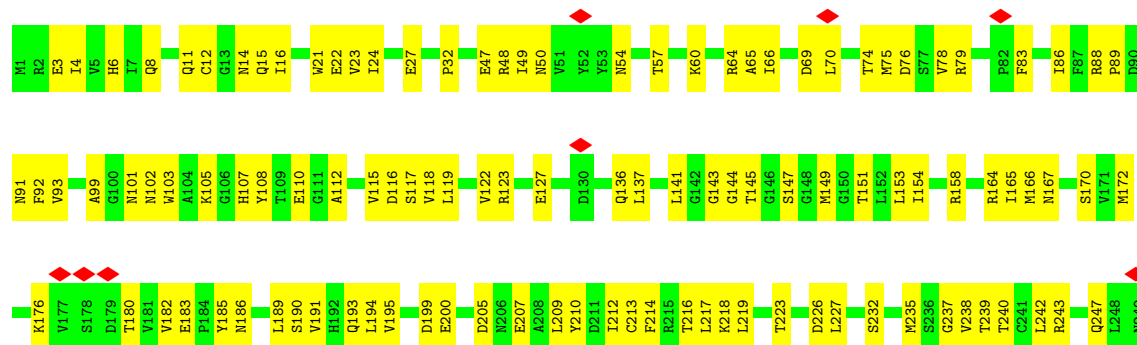 M1 R2 E3 I4 V5 H6 I7 Q8 Q11 C12 G13 N14 Q15 I16 W21 E22 V23 I24 E27 P32 E47 R48 I49 N50 V51 Y52 Y53 N54 T57 K60 R64 A65 I66 D69 L70 T74 M75 D76 S77 V78 R79 P82 F83 I86 F87 R88 P89 D90
N91 F92 V93 A99 G100 N101 N102 W103 A104 K105 G106 H107 Y108 T109 E110 G111 A112 V115 D116 S117 V118 L119 V122 R123 E127 D130 Q136 L137 L141 G142 G143 G144 T145 G146 S147 G148 M149 G150 T151 L152 L153 I154 R158 R164 I165 M166 N167 S170 V171 M172
K176 V177 S178 D179 T180 V181 V182 E183 P184 Y185 N186 L189 S190 V191 H192 Q193 L194 V195 D199 E200 D205 N206 E207 A208 L209 Y210 D211 I212 C213 F214 R215 T216 L217 K218 L219 T223 D226 L227 S232 M235 S236 G237 V238 T239 T240 C241 L242 R243 Q247 L248 N249